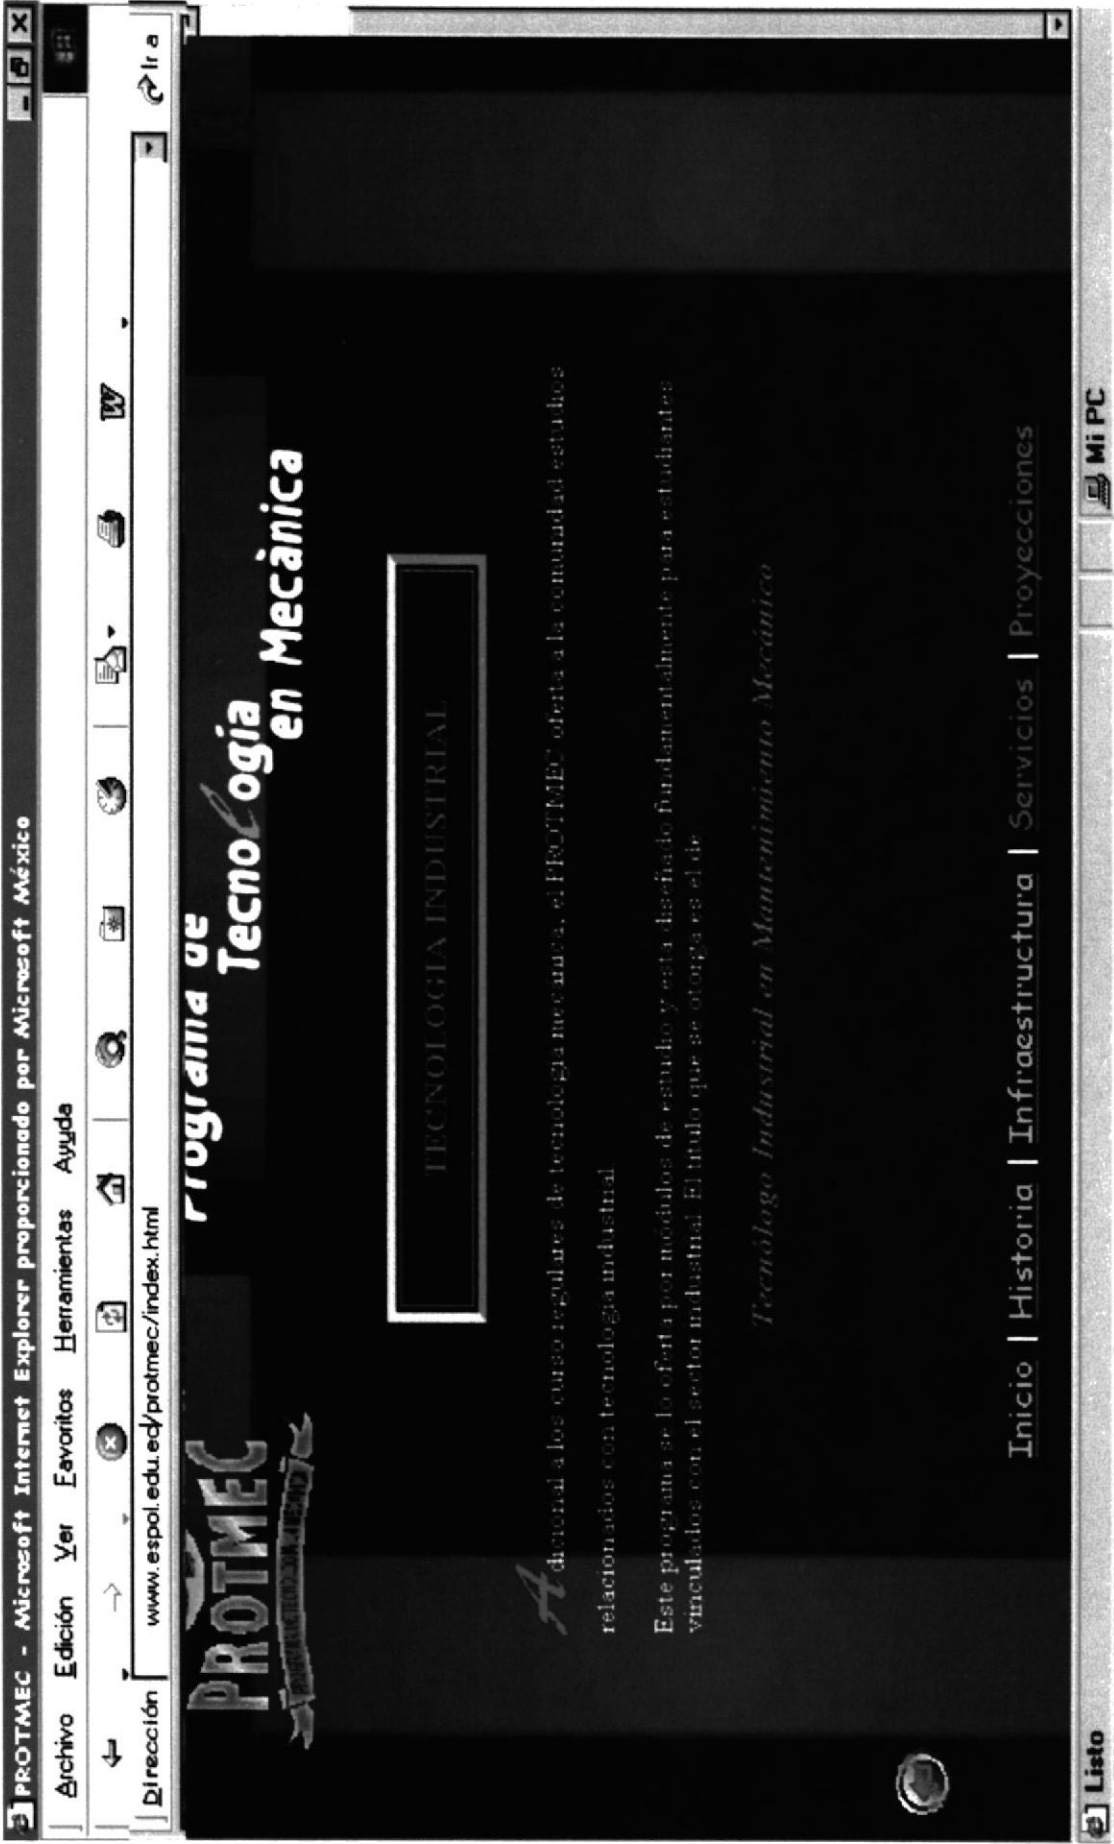 PROTMEC - Microsoft Internet Explorer proporcionado por Microsoft México
Archivo Edición Ver Favoritos Herramientas Ayuda
Dirección www.espol.edu.ec/protmec/index.html Ir a
PROTMEC
Programa de
Tecnologia
en Mecànica
TECNOLOGIA INDUSTRIAL
Adicional a los curso regulares de tecnología mecánica, el PROTMEC oferta a la comunidad estudios
relacionados con tecnología industrial
Este programa se lo oferta por módulos de estudio y esta diseñado fundamentalmente para estudiantes
vinculados con el sector industrial El título que se otorga es el de
Tecnólogo Industrial en Mantenimiento Mecánico
Inicio | Historia | Infraestructura | Servicios | Proyecciones
Listo Mi PC